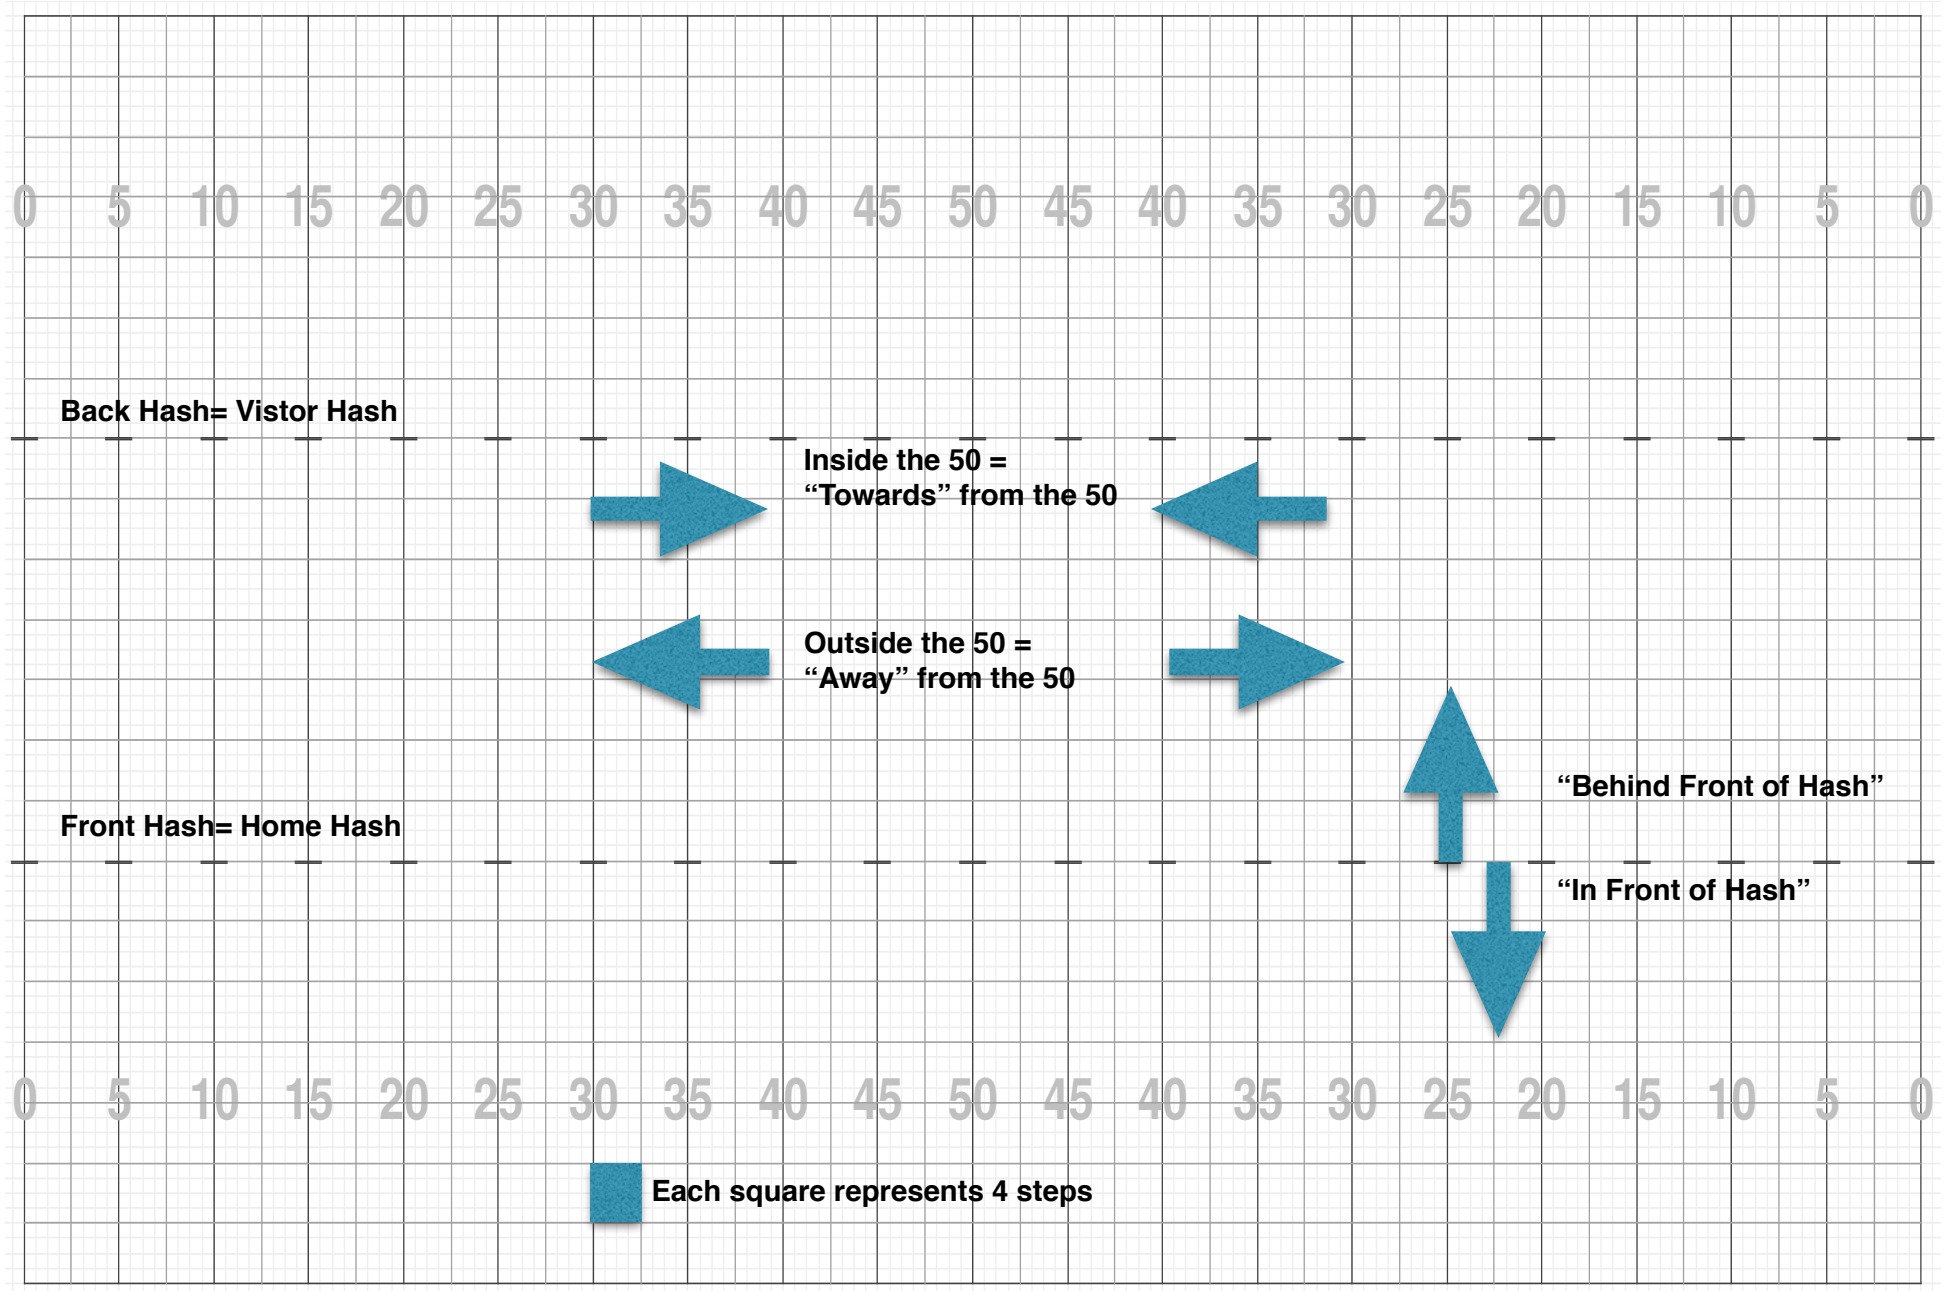 0 5 10 15 20 25 30 35 40 45 50 45 40 35 30 25 20 15 10 5 0
Back Hash= Vistor Hash
Inside the 50 =
“Towards” from the 50
Outside the 50 =
“Away” from the 50
“Behind Front of Hash”
Front Hash= Home Hash
“In Front of Hash”
0 5 10 15 20 25 30 35 40 45 50 45 40 35 30 25 20 15 10 5 0
Each square represents 4 steps